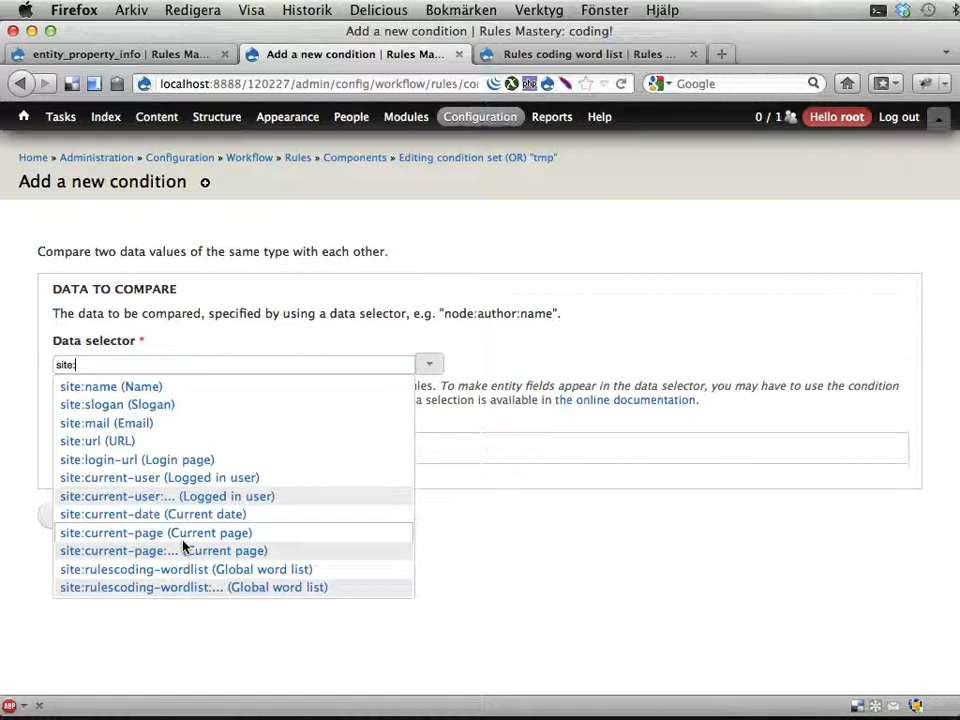 Firefox Arkiv Redigera Visa Historik Delicious Bokmärken Verktyg Fönster Hjälp
Add a new condition | Rules Mastery: coding!
entity_property_info | Rules Ma... Add a new condition | Rules Ma... Rules coding word list | Rules ...
localhost:8888/120227/admin/config/workflow/rules/co php Google
Tasks Index Content Structure Appearance People Modules Configuration Reports Help 0 / 1 Hello root Log out
Home » Administration » Configuration » Workflow » Rules » Components » Editing condition set (OR) "tmp"
Add a new condition
Compare two data values of the same type with each other.
DATA TO COMPARE
The data to be compared, specified by using a data selector, e.g. "node:author:name".
Data selector *
site:
site:name (Name)
ules. To make entity fields appear in the data selector, you may have to use the condition
a selection is available in the online documentation.
site:slogan (Slogan)
site:mail (Email)
site:url (URL)
site:login-url (Login page)
site:current-user (Logged in user)
site:current-user:... (Logged in user)
site:current-date (Current date)
site:current-page (Current page)
site:current-page:... (Current page)
site:rulescoding-wordlist (Global word list)
site:rulescoding-wordlist:... (Global word list)
ABP